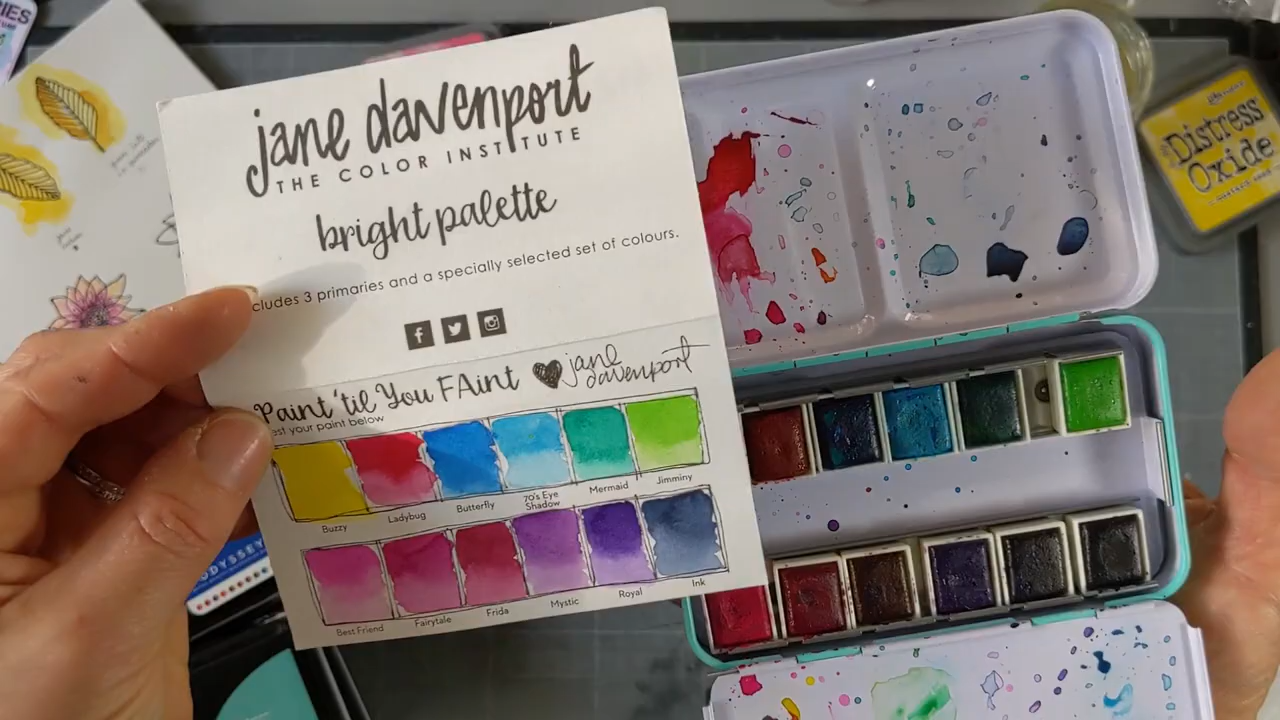 jane davenport
THE COLOR INSTITUTE
bright palette
cludes 3 primaries and a specially selected set of colours.
Paint 'til You FAint jane davenport
est your paint below
Buzzy Ladybug Butterfly 70's Eye Shadow Mermaid Jimminy
Best Friend Fairytale Frida Mystic Royal Ink
Distress
Oxide
ODYSSEY
RIES